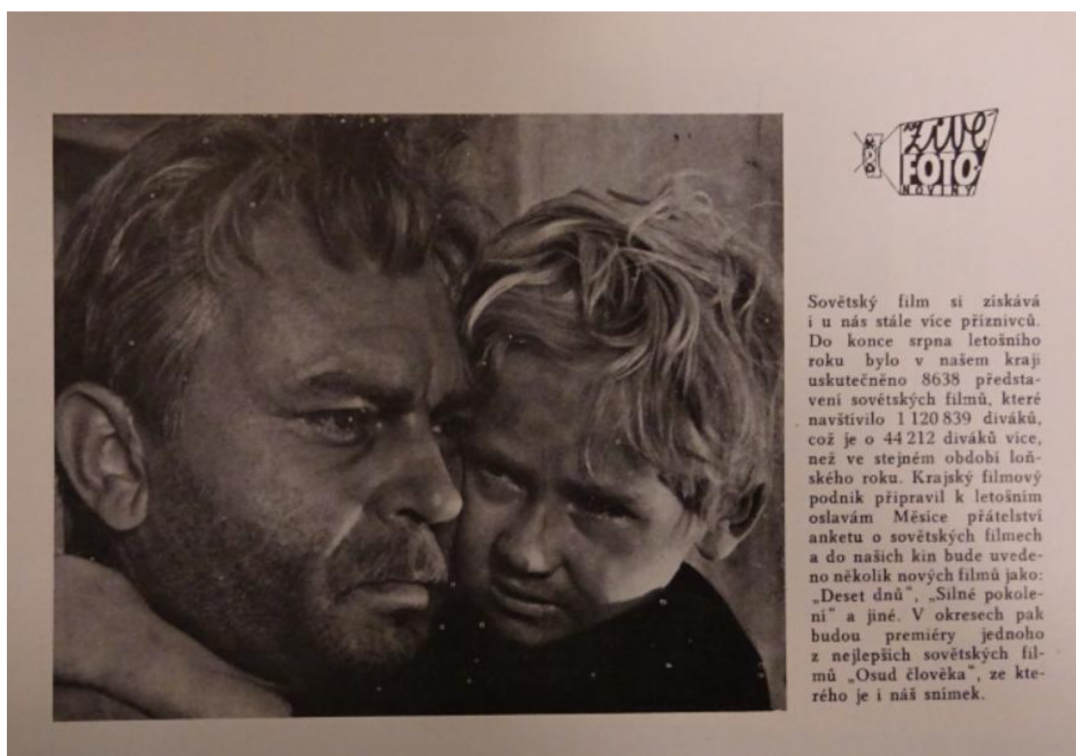 živé
FOTO
NOVINY
Sovětský film si získává
i u nás stále více příznivců.
Do konce srpna letošního
roku bylo v našem kraji
uskutečněno 8638 předsta-
vení sovětských filmů, které
navštívilo 1 120 839 diváků,
což je o 44 212 diváků více,
než ve stejném období loň-
ského roku. Krajský filmový
podnik připravil k letošním
oslavám Měsíce přátelství
anketu o sovětských filmech
a do našich kin bude uvede-
no několik nových filmů jako:
„Deset dnů“, „Silné pokole-
ní“ a jiné. V okresech pak
budou premiéry jednoho
z nejlepších sovětských fil-
mů „Osud člověka“, ze kte-
rého je i náš snímek.